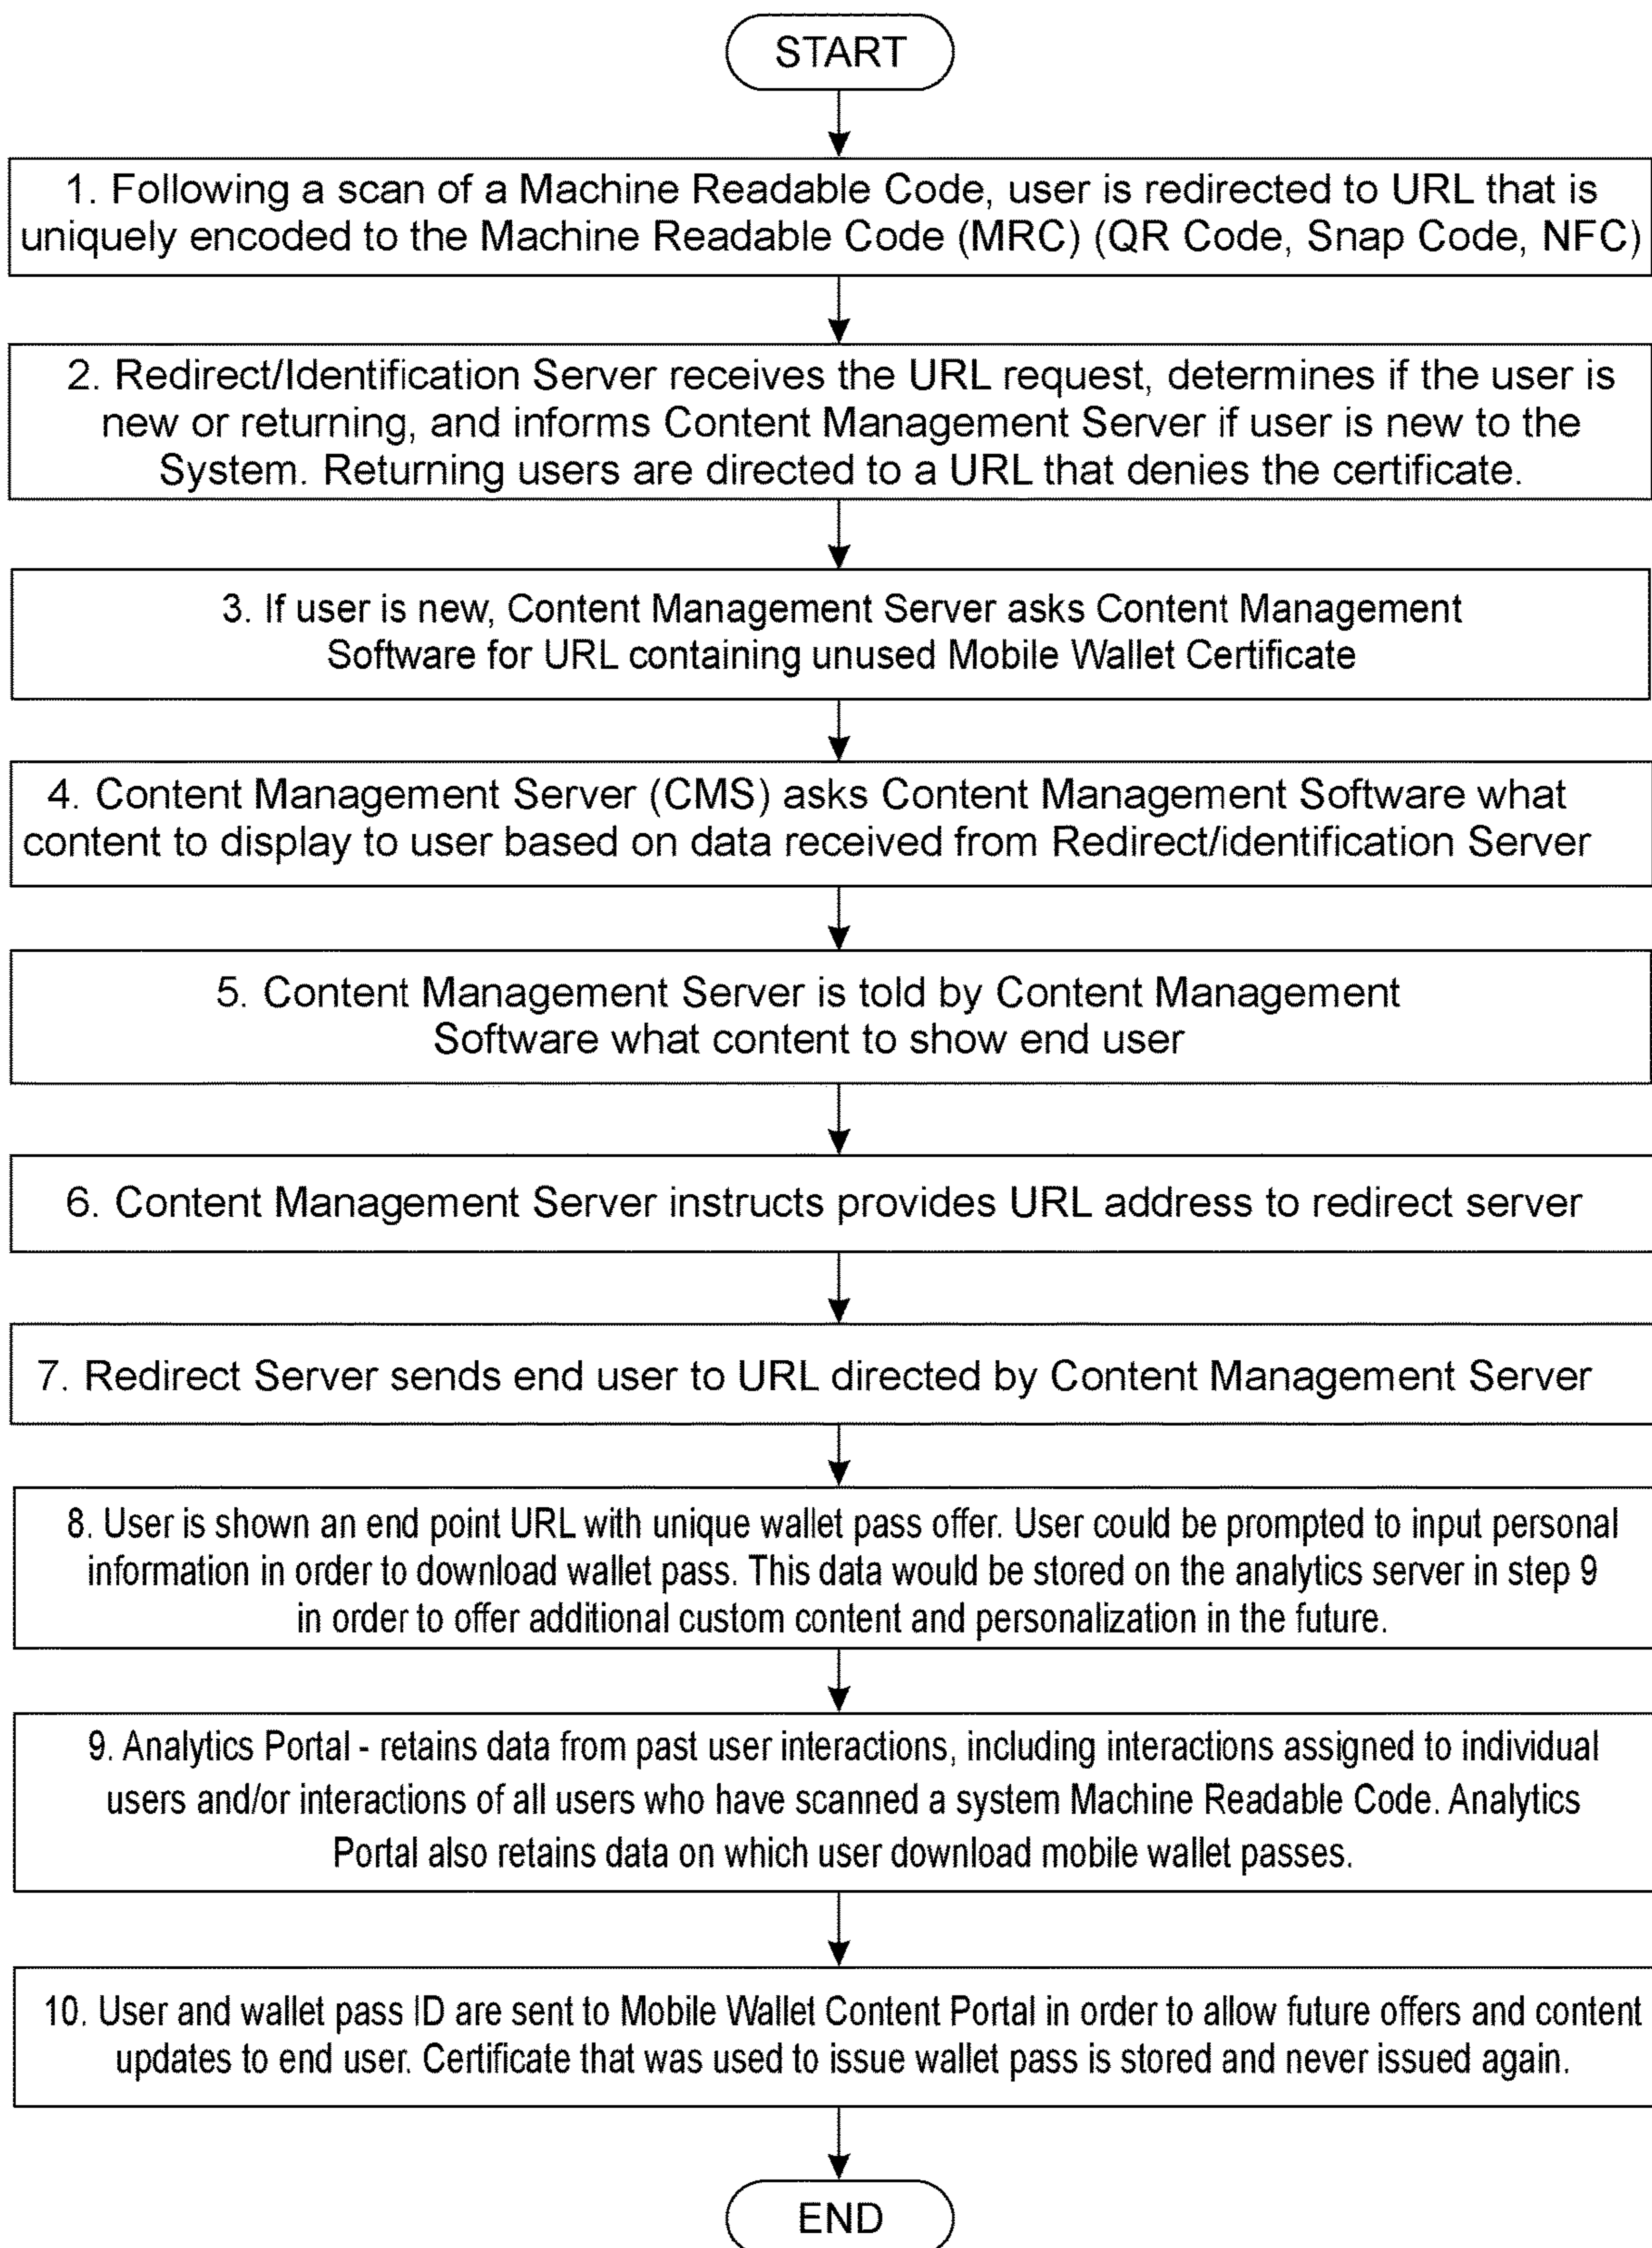 START
1. Following a scan of a Machine Readable Code, user is redirected to URL that is
uniquely encoded to the Machine Readable Code (MRC) (QR Code, Snap Code, NFC)
2. Redirect/Identification Server receives the URL request, determines if the user is
new or returning, and informs Content Management Server if user is new to the
System. Returning users are directed to a URL that denies the certificate.
3. If user is new, Content Management Server asks Content Management
Software for URL containing unused Mobile Wallet Certificate
4. Content Management Server (CMS) asks Content Management Software what
content to display to user based on data received from Redirect/identification Server
5. Content Management Server is told by Content Management
Software what content to show end user
6. Content Management Server instructs provides URL address to redirect server
7. Redirect Server sends end user to URL directed by Content Management Server
8. User is shown an end point URL with unique wallet pass offer. User could be prompted to input personal
information in order to download wallet pass. This data would be stored on the analytics server in step 9
in order to offer additional custom content and personalization in the future.
9. Analytics Portal - retains data from past user interactions, including interactions assigned to individual
users and/or interactions of all users who have scanned a system Machine Readable Code. Analytics
Portal also retains data on which user download mobile wallet passes.
10. User and wallet pass ID are sent to Mobile Wallet Content Portal in order to allow future offers and content
updates to end user. Certificate that was used to issue wallet pass is stored and never issued again.
END